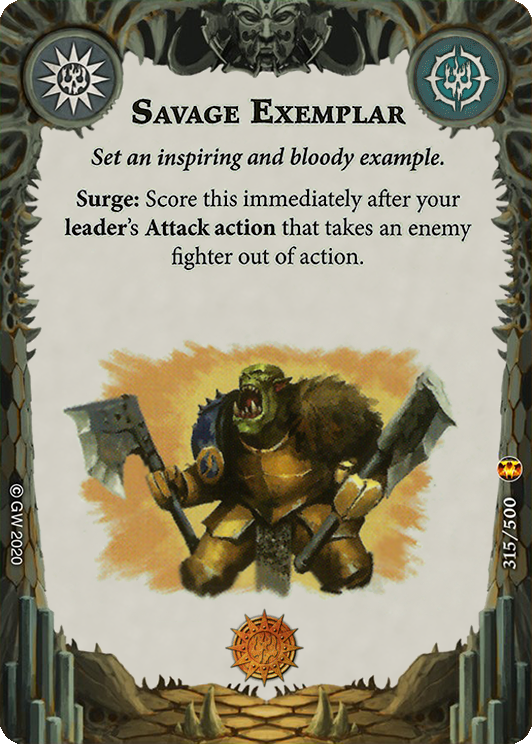 Savage Exemplar
Set an inspiring and bloody example.
Surge: Score this immediately after your
leader's Attack action that takes an enemy
fighter out of action.
© GW 2020
315/500